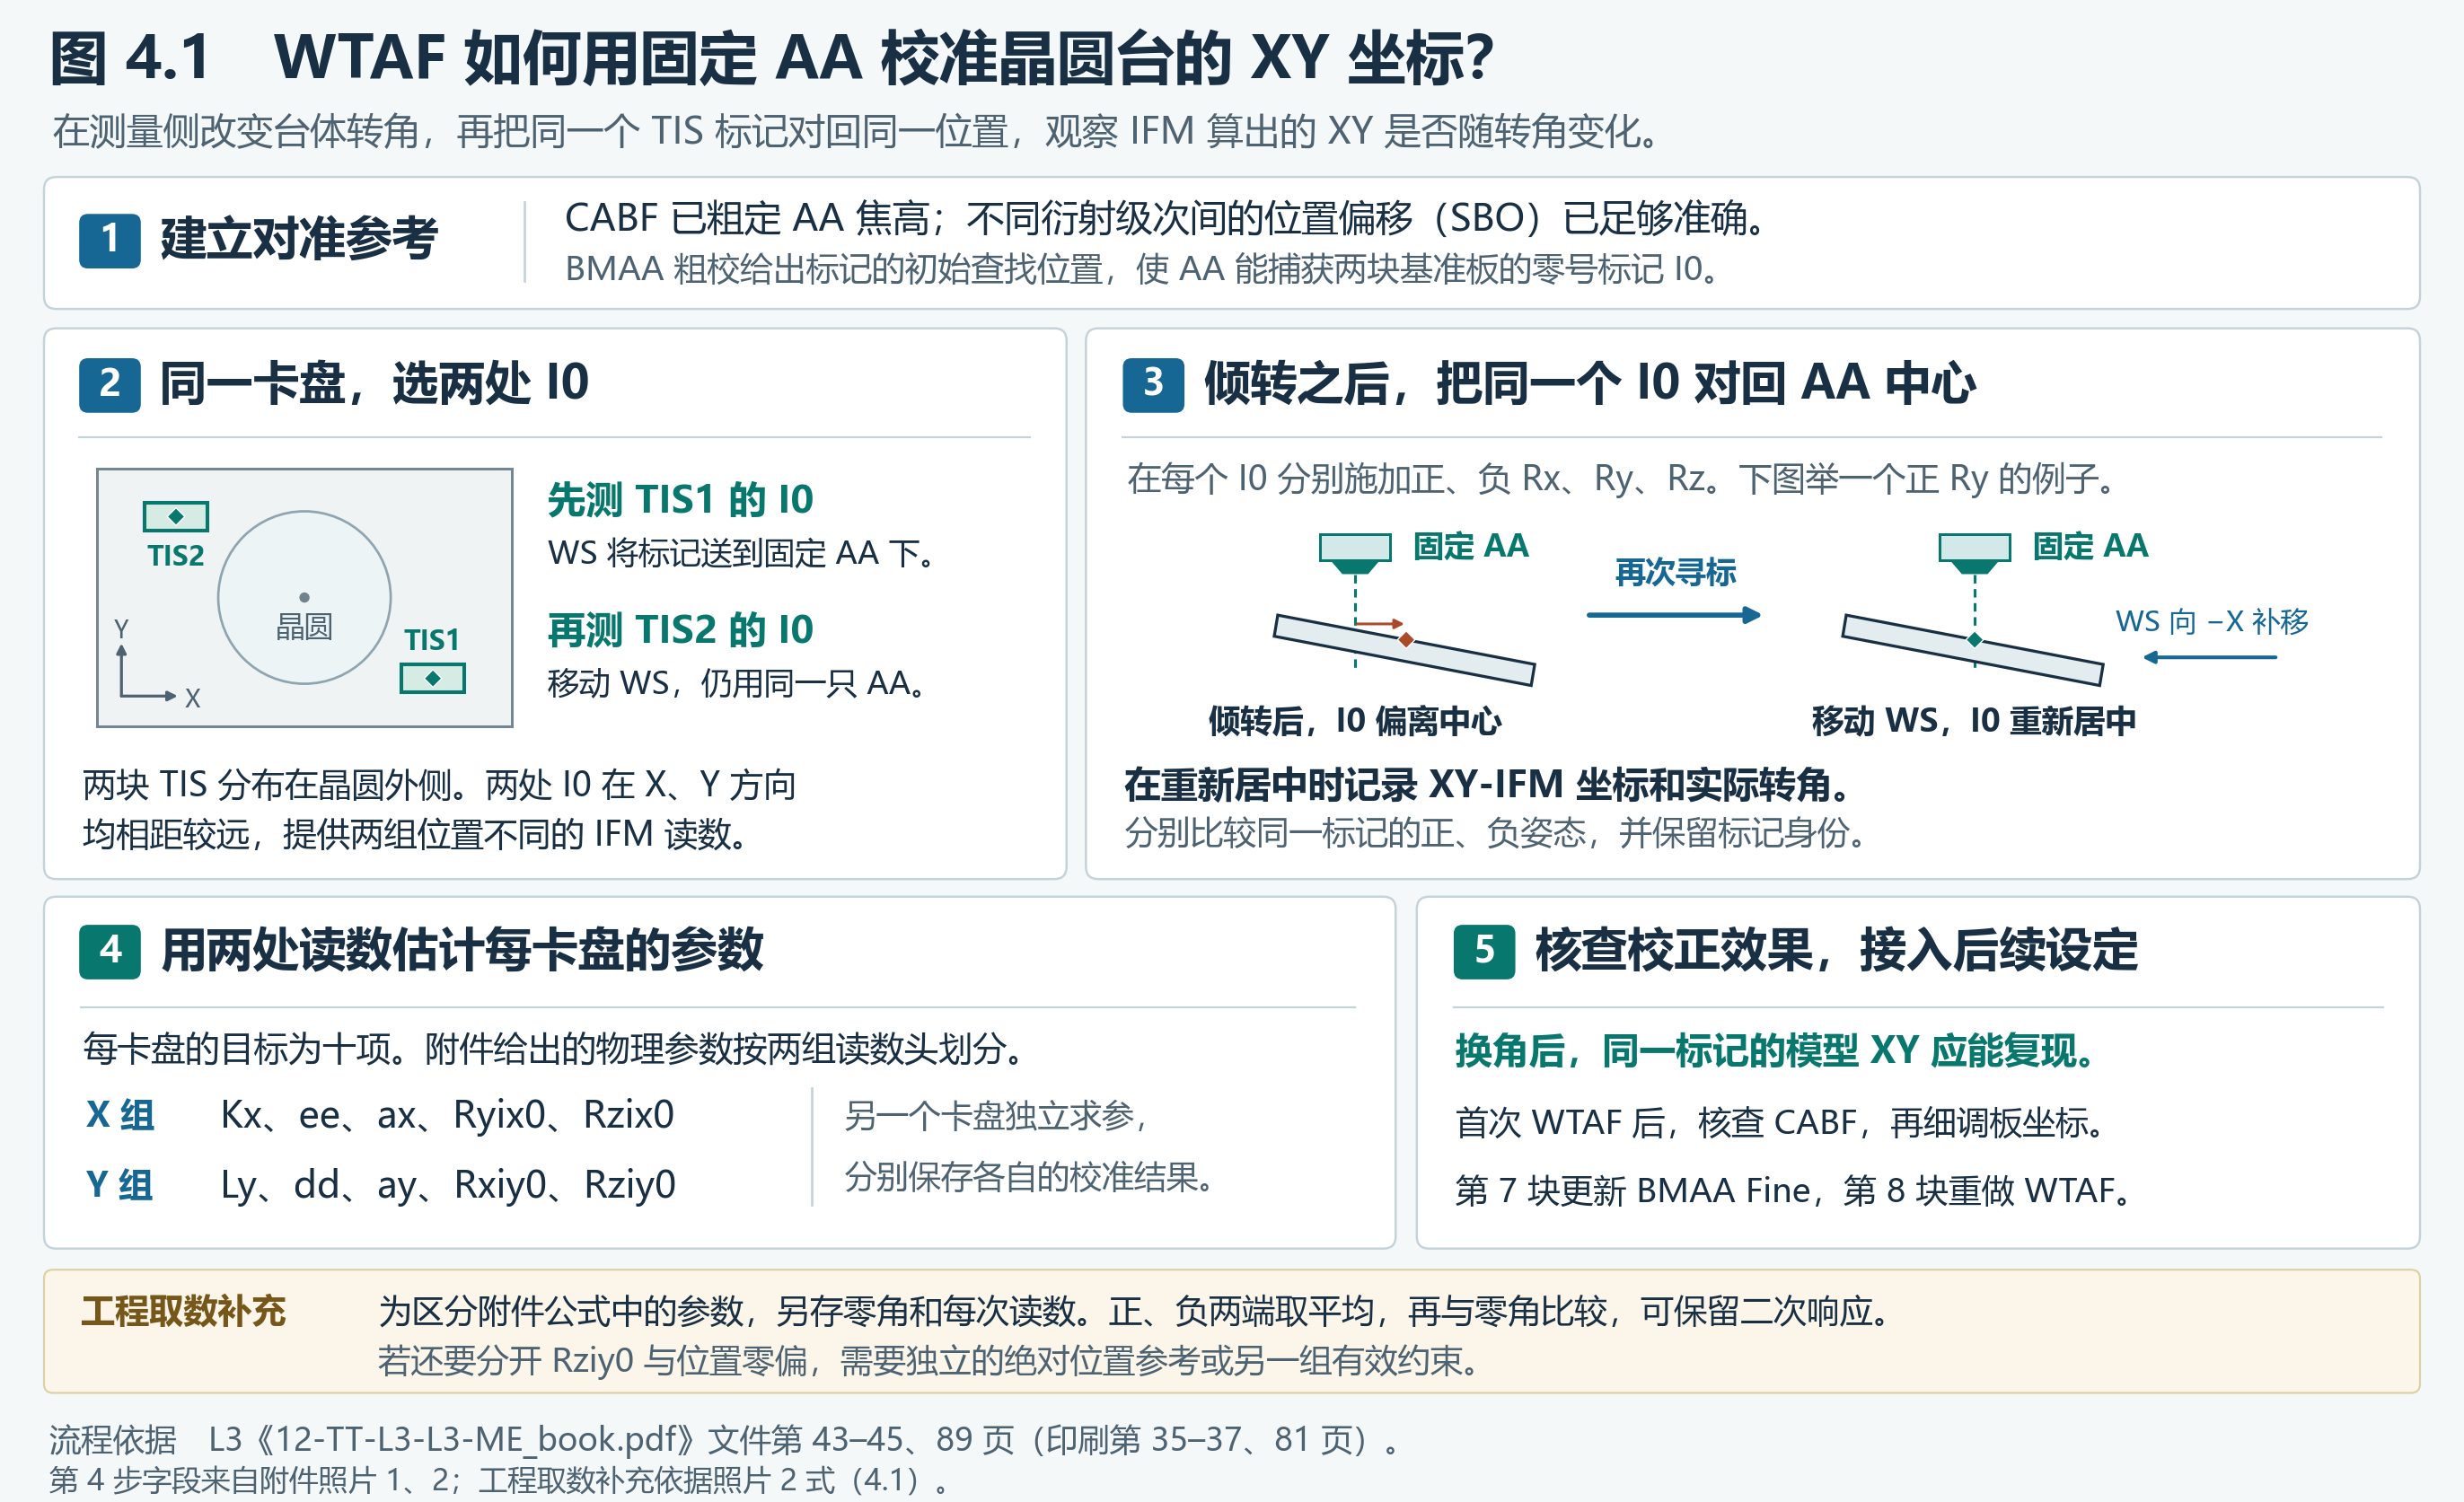 图 4.1 WTAF 如何用固定 AA 校准晶圆台的 XY 坐标？
在测量侧改变台体转角，再把同一个 TIS 标记对回同一位置，观察 IFM 算出的 XY 是否随转角变化。
1 建立对准参考
CABF 已粗定 AA 焦高；不同衍射级次间的位置偏移（SBO）已足够准确。
BMAA 粗校给出标记的初始查找位置，使 AA 能捕获两块基准板的零号标记 I0。
2 同一卡盘，选两处 I0
TIS2
晶圆
TIS1
Y
X
先测 TIS1 的 I0
WS 将标记送到固定 AA 下。
再测 TIS2 的 I0
移动 WS，仍用同一只 AA。
两块 TIS 分布在晶圆外侧。两处 I0 在 X、Y 方向
均相距较远，提供两组位置不同的 IFM 读数。
3 倾转之后，把同一个 I0 对回 AA 中心
在每个 I0 分别施加正、负 Rx、Ry、Rz。下图举一个正 Ry 的例子。
固定 AA
再次寻标
固定 AA
WS 向 −X 补移
倾转后，I0 偏离中心
移动 WS，I0 重新居中
在重新居中时记录 XY-IFM 坐标和实际转角。
分别比较同一标记的正、负姿态，并保留标记身份。
4 用两处读数估计每卡盘的参数
每卡盘的目标为十项。附件给出的物理参数按两组读数头划分。
X 组 Kx、ee、ax、Ryix0、Rzix0
Y 组 Ly、dd、ay、Rxiy0、Rziy0
另一个卡盘独立求参，
分别保存各自的校准结果。
5 核查校正效果，接入后续设定
换角后，同一标记的模型 XY 应能复现。
首次 WTAF 后，核查 CABF，再细调板坐标。
第 7 块更新 BMAA Fine，第 8 块重做 WTAF。
工程取数补充
为区分附件公式中的参数，另存零角和每次读数。正、负两端取平均，再与零角比较，可保留二次响应。
若还要分开 Rziy0 与位置零偏，需要独立的绝对位置参考或另一组有效约束。
流程依据 L3《12-TT-L3-L3-ME_book.pdf》文件第 43–45、89 页（印刷第 35–37、81 页）。
第 4 步字段来自附件照片 1、2；工程取数补充依据照片 2 式（4.1）。